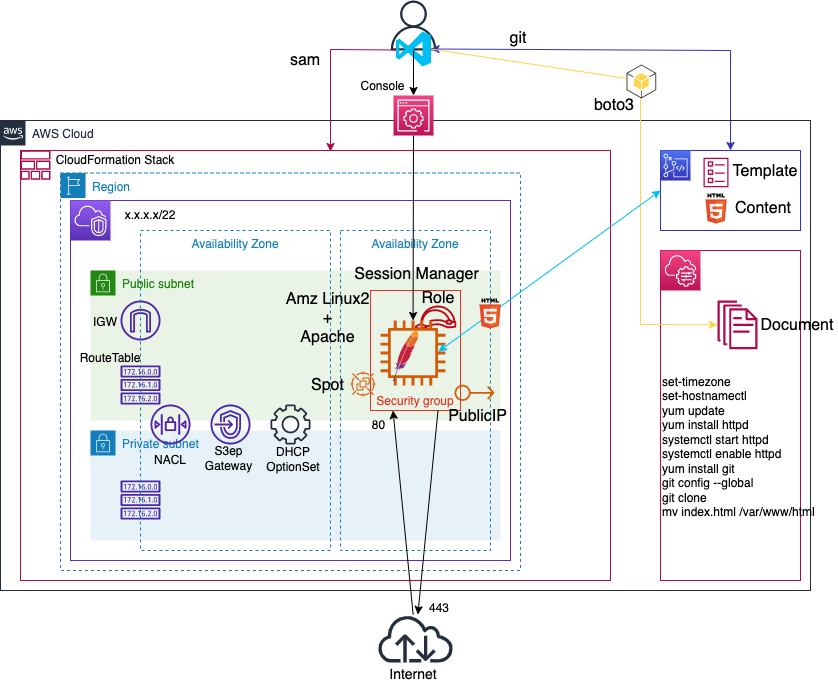 git
sam
Console
boto3
aws
AWS Cloud
CloudFormation Stack
Region
x.x.x.x/22
Availability Zone
Availability Zone
Template
HTML
Content
Public subnet
Session Manager
Amz Linux2
+
Apache
Role
HTML
IGW
RouteTable
172.16.0.0
172.16.1.0
172.16.2.0
Spot
Security group
PublicIP
80
Document
set-timezone
set-hostnamectl
yum update
yum install httpd
systemctl start httpd
systemctl enable httpd
yum install git
git config --global
git clone
mv index.html /var/www/html
Private subnet
NACL
S3ep
Gateway
DHCP
OptionSet
172.16.0.0
172.16.1.0
172.16.2.0
443
Internet